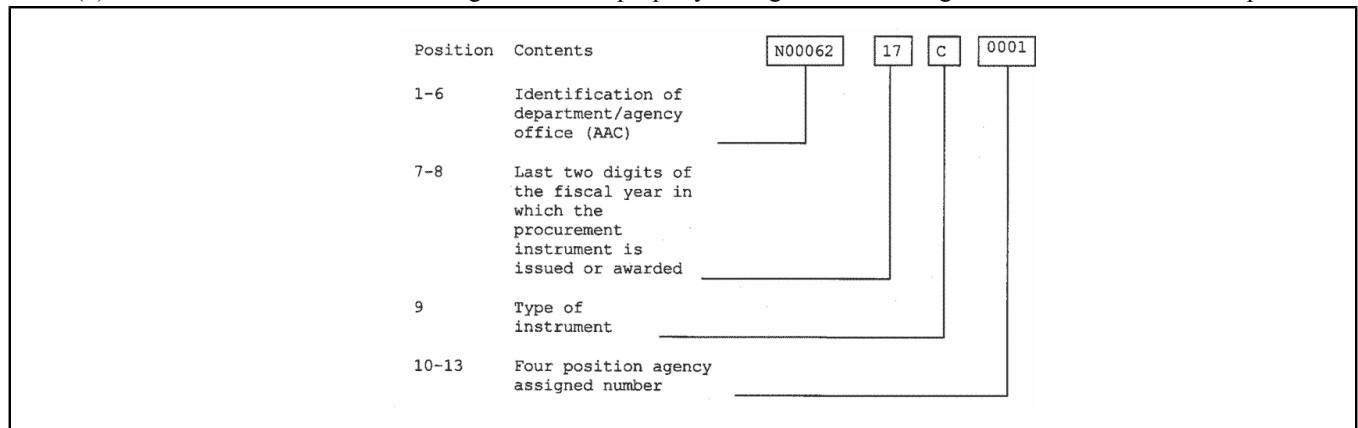 Position Contents N00062 17 C 0001
1-6 Identification of
department/agency
office (AAC)
7-8 Last two digits of
the fiscal year in
which the
procurement
instrument is
issued or awarded
9 Type of
instrument
10-13 Four position agency
assigned number